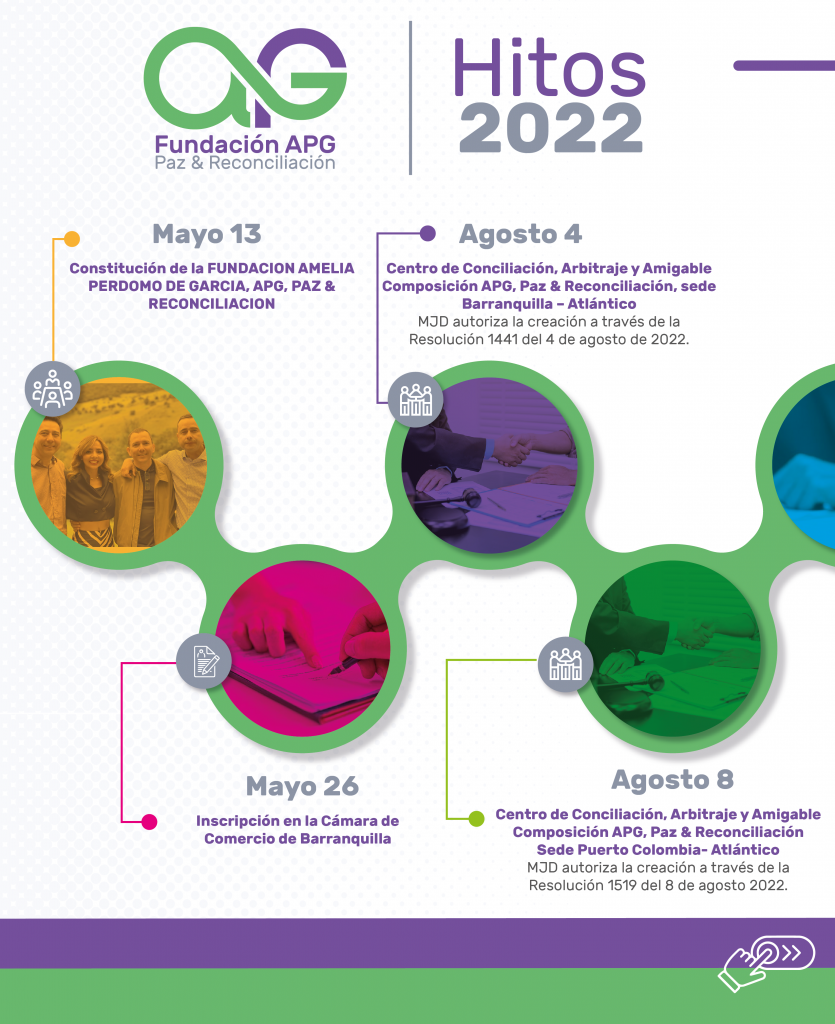 aPG
Fundación APG
Paz & Reconciliación
Hitos
2022
Mayo 13
Constitución de la FUNDACION AMELIA
PERDOMO DE GARCIA, APG, PAZ &
RECONCILIACION
Agosto 4
Centro de Conciliación, Arbitraje y Amigable
Composición APG, Paz & Reconciliación, sede
Barranquilla – Atlántico
MJD autoriza la creación a través de la
Resolución 1441 del 4 de agosto de 2022.
Mayo 26
Inscripción en la Cámara de
Comercio de Barranquilla
Agosto 8
Centro de Conciliación, Arbitraje y Amigable
Composición APG, Paz & Reconciliación
Sede Puerto Colombia- Atlántico
MJD autoriza la creación a través de la
Resolución 1519 del 8 de agosto 2022.